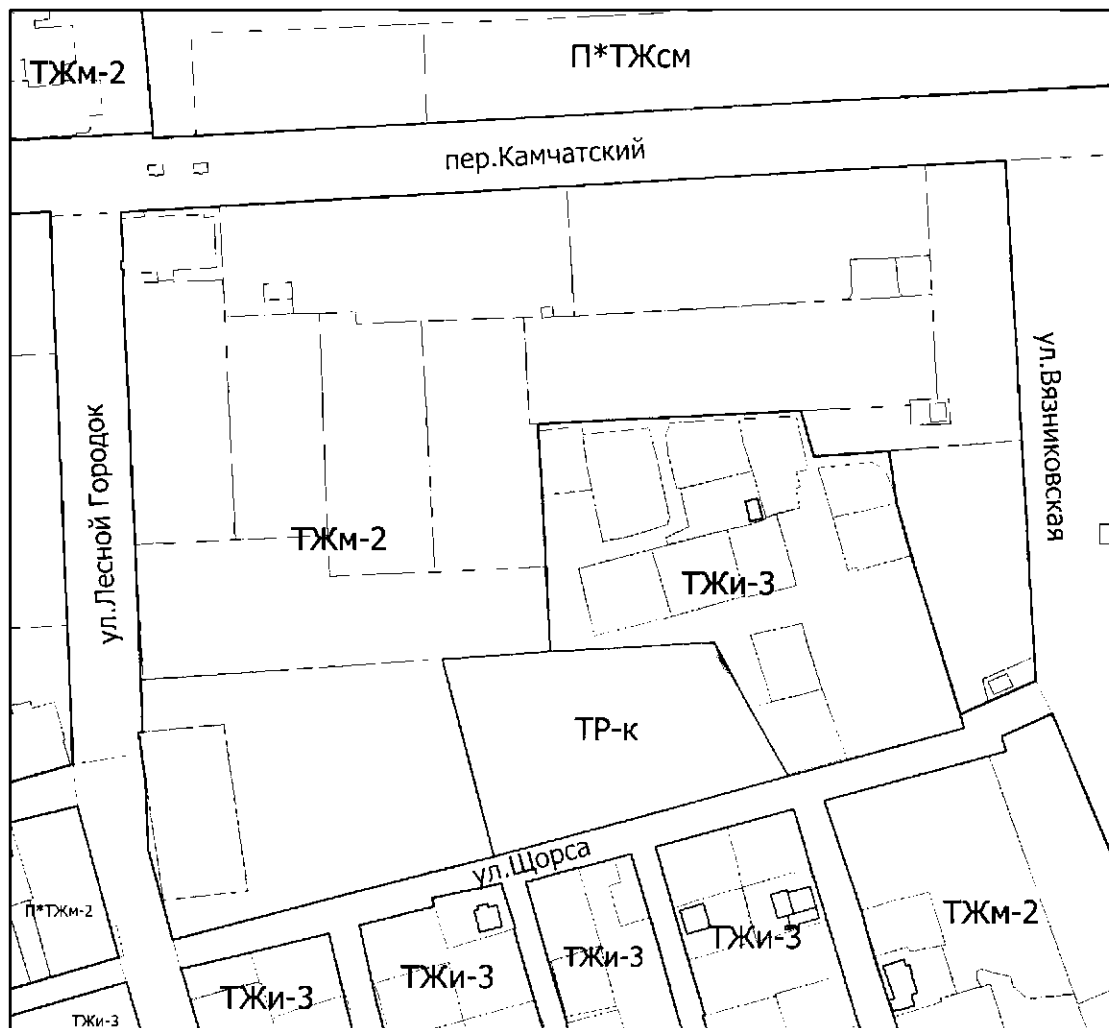 ТЖм-2
П*ТЖсм
пер.Камчатский
ул.Вязниковская
ул.Лесной Городок
ТЖм-2
ТЖи-3
ТР-к
ул.Щорса
П*ТЖм-2
ТЖм-2
ТЖи-3
ТЖи-3
ТЖи-3
ТЖи-3
ТЖи-3